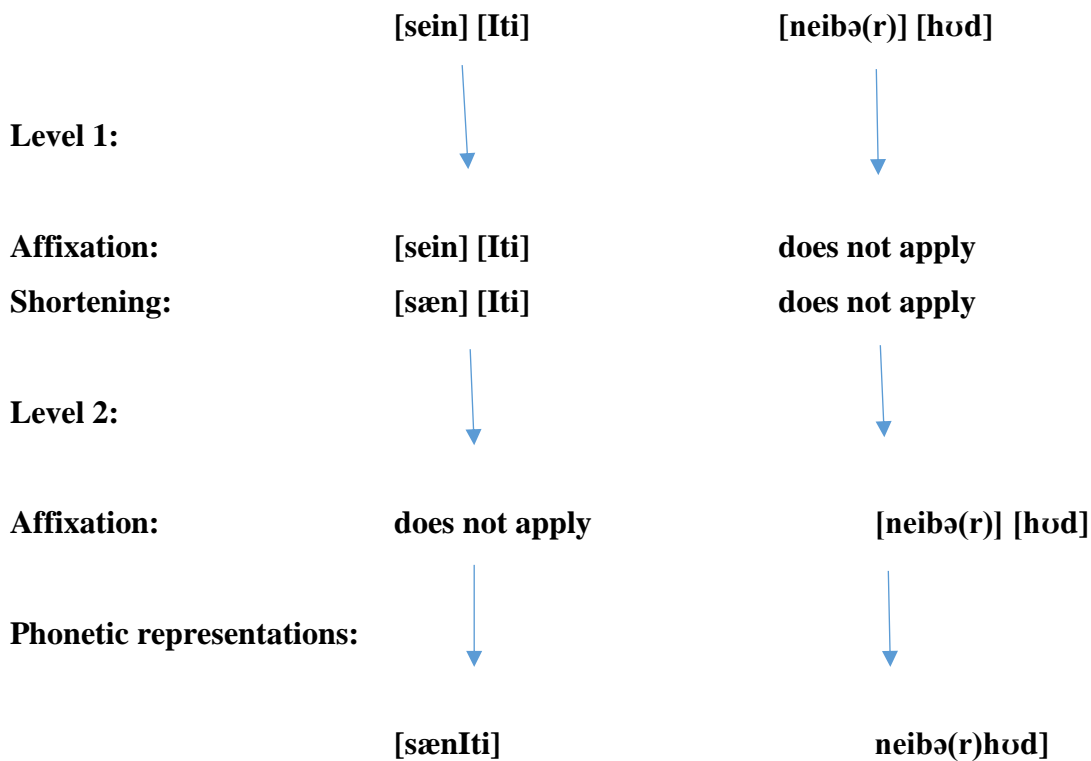 [sein] [Iti] [neibə(r)] [hʊd]
Level 1:
Affixation: [sein] [Iti] does not apply
Shortening: [sæn] [Iti] does not apply
Level 2:
Affixation: does not apply [neibə(r)] [hʊd]
Phonetic representations:
[sænIti] neibə(r)hʊd]